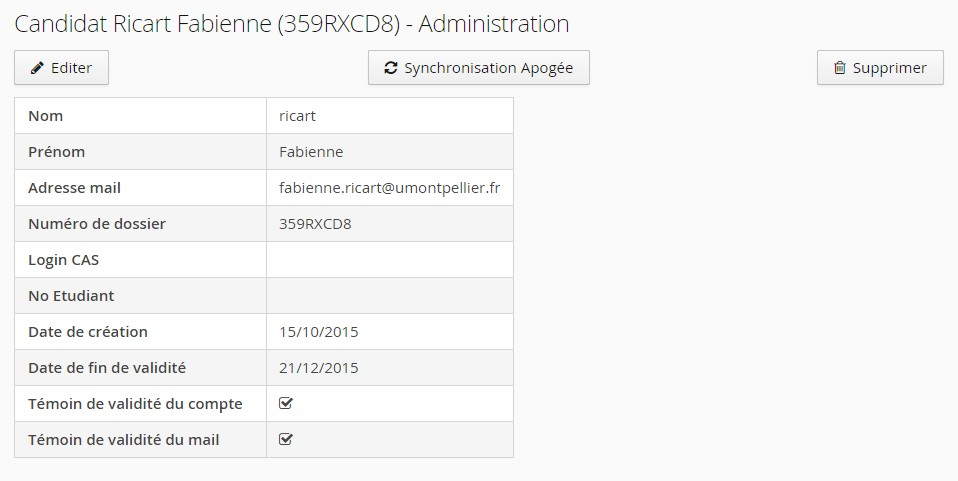 Candidat Ricart Fabienne (359RXCD8) - Administration
Editer Synchronisation Apogée Supprimer
Nom ricart
Prénom Fabienne
Adresse mail fabienne.ricart@umontpellier.fr
Numéro de dossier 359RXCD8
Login CAS
No Etudiant
Date de création 15/10/2015
Date de fin de validité 21/12/2015
Témoin de validité du compte
Témoin de validité du mail